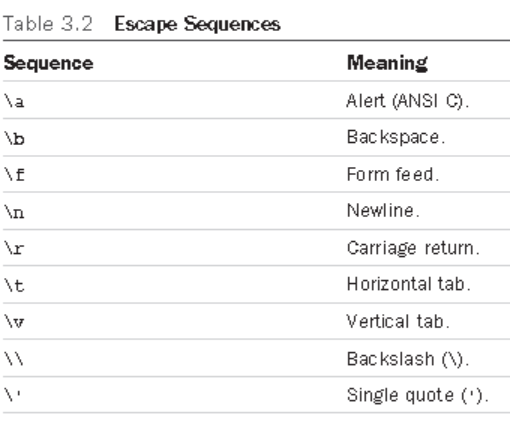 Table 3.2 Escape Sequences
Sequence Meaning
\a Alert (ANSI C).
\b Backspace.
\f Form feed.
\n Newline.
\r Carriage return.
\t Horizontal tab.
\v Vertical tab.
\\ Backslash (\).
\' Single quote (').